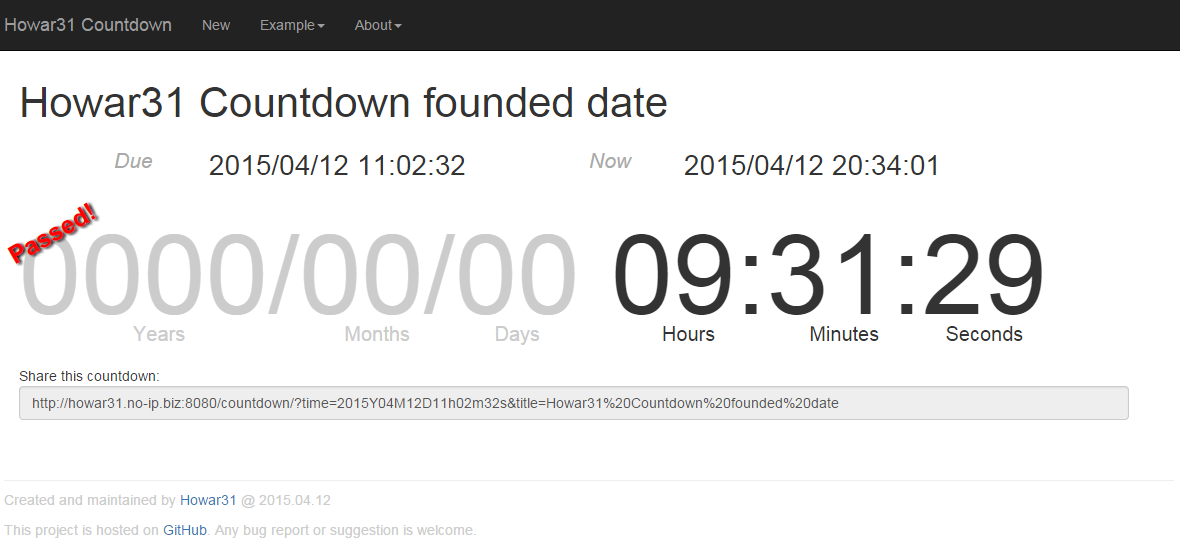 Howar31 Countdown New Example About
Howar31 Countdown founded date
Due 2015/04/12 11:02:32 Now 2015/04/12 20:34:01
Passed!
0000/00/00 09:31:29
Years Months Days Hours Minutes Seconds
Share this countdown:
http://howar31.no-ip.biz:8080/countdown/?time=2015Y04M12D11h02m32s&title=Howar31%20Countdown%20founded%20date
Created and maintained by Howar31 @ 2015.04.12
This project is hosted on GitHub. Any bug report or suggestion is welcome.